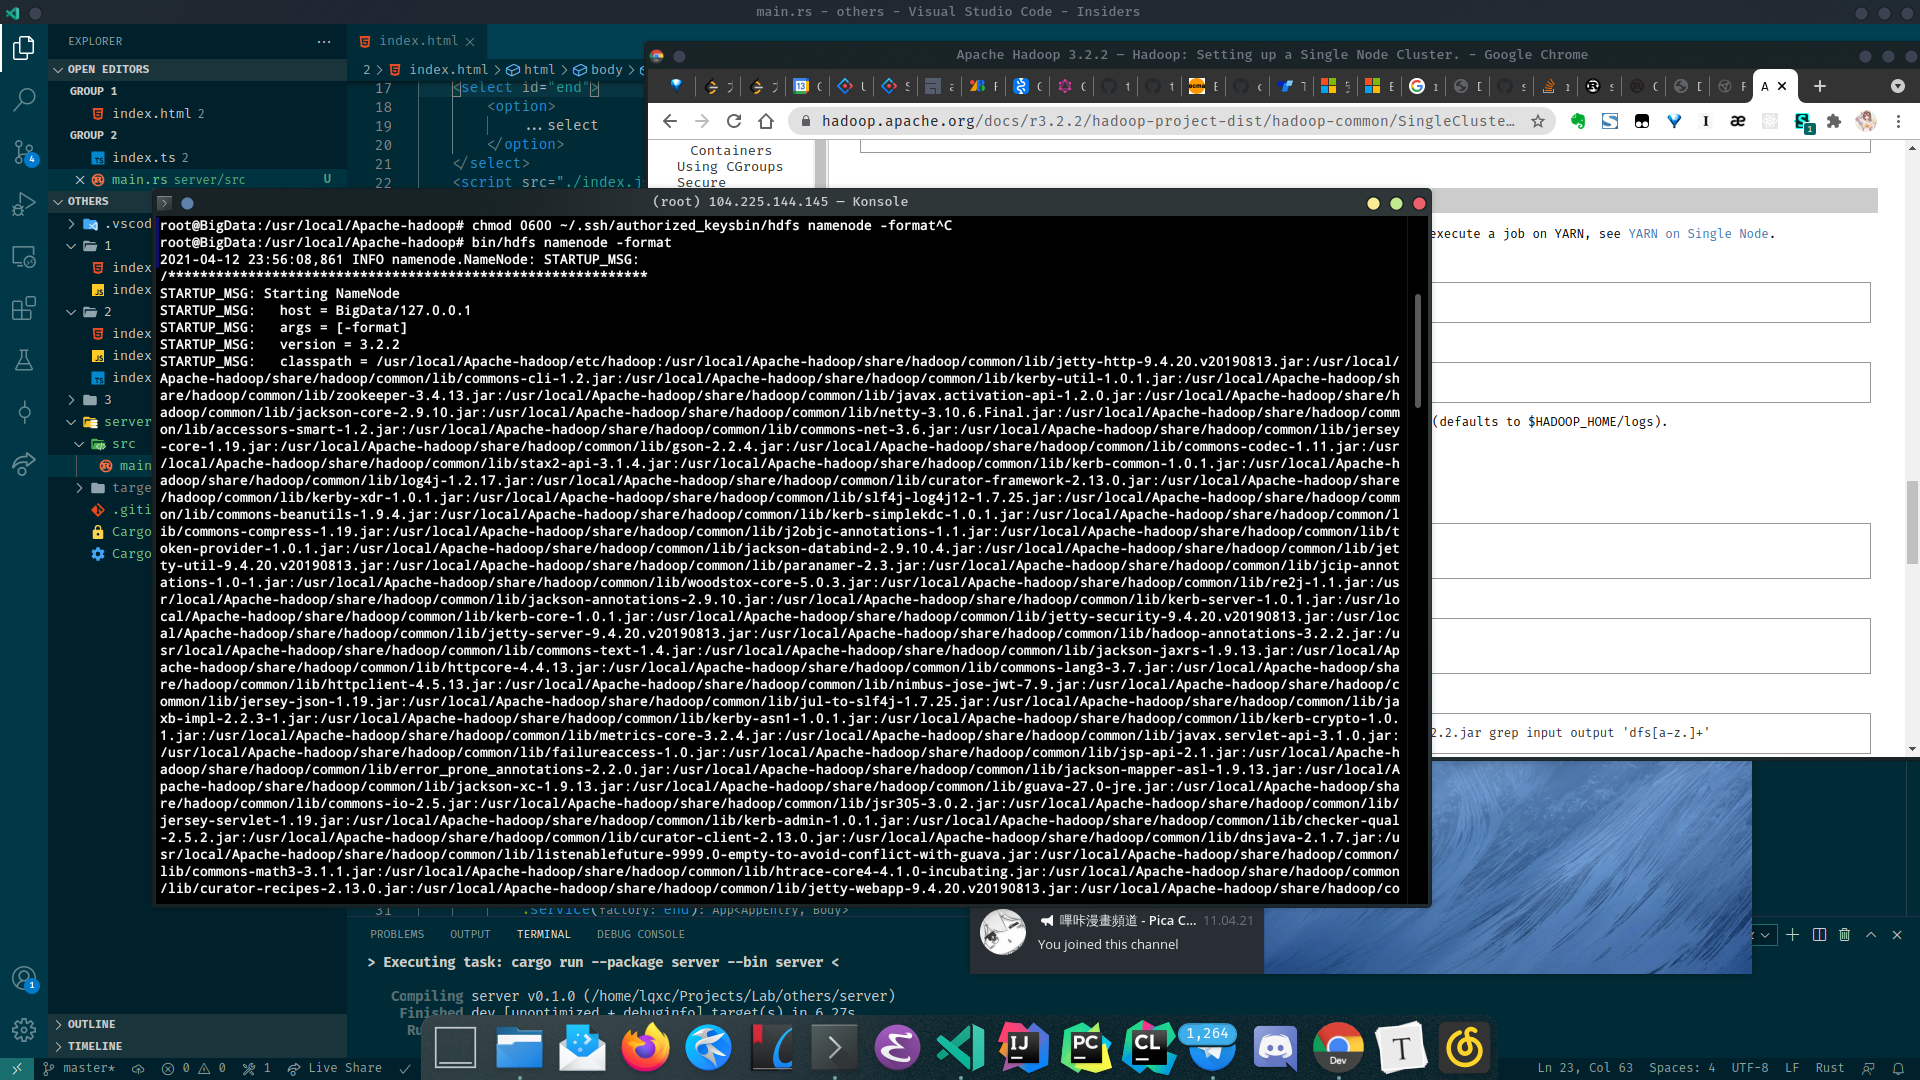 main.rs - others - Visual Studio Code - Insiders
EXPLORER
OPEN EDITORS
GROUP 1
index.html 2
GROUP 2
index.ts 2
main.rs server/src U
OTHERS
.vscod
1
index
index
2
index
index
index
3
server
src
main
targe
.giti
Cargo
Cargo
OUTLINE
TIMELINE
index.html
2 > index.html > html > body >
17 <select id="end">
18 <option>
19 …select
20 </option>
21 </select>
22 <script src="./index.j
Apache Hadoop 3.2.2 – Hadoop: Setting up a Single Node Cluster. - Google Chrome
hadoop.apache.org/docs/r3.2.2/hadoop-project-dist/hadoop-common/SingleCluste…
Containers
Using CGroups
Secure
execute a job on YARN, see YARN on Single Node.
(defaults to $HADOOP_HOME/logs).
2.2.jar grep input output 'dfs[a-z.]+'
(root) 104.225.144.145 — Konsole
root@BigData:/usr/local/Apache-hadoop# chmod 0600 ~/.ssh/authorized_keysbin/hdfs namenode -format^C
root@BigData:/usr/local/Apache-hadoop# bin/hdfs namenode -format
2021-04-12 23:56:08,861 INFO namenode.NameNode: STARTUP_MSG:
/************************************************************
STARTUP_MSG: Starting NameNode
STARTUP_MSG:   host = BigData/127.0.0.1
STARTUP_MSG:   args = [-format]
STARTUP_MSG:   version = 3.2.2
STARTUP_MSG:   classpath = /usr/local/Apache-hadoop/etc/hadoop:/usr/local/Apache-hadoop/share/hadoop/common/lib/jetty-http-9.4.20.v20190813.jar:/usr/local/
Apache-hadoop/share/hadoop/common/lib/commons-cli-1.2.jar:/usr/local/Apache-hadoop/share/hadoop/common/lib/kerby-util-1.0.1.jar:/usr/local/Apache-hadoop/sh
are/hadoop/common/lib/zookeeper-3.4.13.jar:/usr/local/Apache-hadoop/share/hadoop/common/lib/javax.activation-api-1.2.0.jar:/usr/local/Apache-hadoop/share/h
adoop/common/lib/jackson-core-2.9.10.jar:/usr/local/Apache-hadoop/share/hadoop/common/lib/netty-3.10.6.Final.jar:/usr/local/Apache-hadoop/share/hadoop/comm
on/lib/accessors-smart-1.2.jar:/usr/local/Apache-hadoop/share/hadoop/common/lib/commons-net-3.6.jar:/usr/local/Apache-hadoop/share/hadoop/common/lib/jersey
-core-1.19.jar:/usr/local/Apache-hadoop/share/hadoop/common/lib/gson-2.2.4.jar:/usr/local/Apache-hadoop/share/hadoop/common/lib/commons-codec-1.11.jar:/usr
/local/Apache-hadoop/share/hadoop/common/lib/stax2-api-3.1.4.jar:/usr/local/Apache-hadoop/share/hadoop/common/lib/kerb-common-1.0.1.jar:/usr/local/Apache-h
adoop/share/hadoop/common/lib/log4j-1.2.17.jar:/usr/local/Apache-hadoop/share/hadoop/common/lib/curator-framework-2.13.0.jar:/usr/local/Apache-hadoop/share
/hadoop/common/lib/kerby-xdr-1.0.1.jar:/usr/local/Apache-hadoop/share/hadoop/common/lib/slf4j-log4j12-1.7.25.jar:/usr/local/Apache-hadoop/share/hadoop/comm
on/lib/commons-beanutils-1.9.4.jar:/usr/local/Apache-hadoop/share/hadoop/common/lib/kerb-simplekdc-1.0.1.jar:/usr/local/Apache-hadoop/share/hadoop/common/l
ib/commons-compress-1.19.jar:/usr/local/Apache-hadoop/share/hadoop/common/lib/j2objc-annotations-1.1.jar:/usr/local/Apache-hadoop/share/hadoop/common/lib/t
oken-provider-1.0.1.jar:/usr/local/Apache-hadoop/share/hadoop/common/lib/jackson-databind-2.9.10.4.jar:/usr/local/Apache-hadoop/share/hadoop/common/lib/jet
ty-util-9.4.20.v20190813.jar:/usr/local/Apache-hadoop/share/hadoop/common/lib/paranamer-2.3.jar:/usr/local/Apache-hadoop/share/hadoop/common/lib/jcip-annot
ations-1.0-1.jar:/usr/local/Apache-hadoop/share/hadoop/common/lib/woodstox-core-5.0.3.jar:/usr/local/Apache-hadoop/share/hadoop/common/lib/re2j-1.1.jar:/us
r/local/Apache-hadoop/share/hadoop/common/lib/jackson-annotations-2.9.10.jar:/usr/local/Apache-hadoop/share/hadoop/common/lib/kerb-server-1.0.1.jar:/usr/lo
cal/Apache-hadoop/share/hadoop/common/lib/kerb-core-1.0.1.jar:/usr/local/Apache-hadoop/share/hadoop/common/lib/jetty-security-9.4.20.v20190813.jar:/usr/loc
al/Apache-hadoop/share/hadoop/common/lib/jetty-server-9.4.20.v20190813.jar:/usr/local/Apache-hadoop/share/hadoop/common/lib/hadoop-annotations-3.2.2.jar:/u
sr/local/Apache-hadoop/share/hadoop/common/lib/commons-text-1.4.jar:/usr/local/Apache-hadoop/share/hadoop/common/lib/jackson-jaxrs-1.9.13.jar:/usr/local/Ap
ache-hadoop/share/hadoop/common/lib/httpcore-4.4.13.jar:/usr/local/Apache-hadoop/share/hadoop/common/lib/commons-lang3-3.7.jar:/usr/local/Apache-hadoop/sha
re/hadoop/common/lib/httpclient-4.5.13.jar:/usr/local/Apache-hadoop/share/hadoop/common/lib/nimbus-jose-jwt-7.9.jar:/usr/local/Apache-hadoop/share/hadoop/c
ommon/lib/jersey-json-1.19.jar:/usr/local/Apache-hadoop/share/hadoop/common/lib/jul-to-slf4j-1.7.25.jar:/usr/local/Apache-hadoop/share/hadoop/common/lib/ja
xb-impl-2.2.3-1.jar:/usr/local/Apache-hadoop/share/hadoop/common/lib/kerby-asn1-1.0.1.jar:/usr/local/Apache-hadoop/share/hadoop/common/lib/kerb-crypto-1.0.
1.jar:/usr/local/Apache-hadoop/share/hadoop/common/lib/metrics-core-3.2.4.jar:/usr/local/Apache-hadoop/share/hadoop/common/lib/javax.servlet-api-3.1.0.jar:
/usr/local/Apache-hadoop/share/hadoop/common/lib/failureaccess-1.0.jar:/usr/local/Apache-hadoop/share/hadoop/common/lib/jsp-api-2.1.jar:/usr/local/Apache-h
adoop/share/hadoop/common/lib/error_prone_annotations-2.2.0.jar:/usr/local/Apache-hadoop/share/hadoop/common/lib/jackson-mapper-asl-1.9.13.jar:/usr/local/A
pache-hadoop/share/hadoop/common/lib/jackson-xc-1.9.13.jar:/usr/local/Apache-hadoop/share/hadoop/common/lib/guava-27.0-jre.jar:/usr/local/Apache-hadoop/sha
re/hadoop/common/lib/commons-io-2.5.jar:/usr/local/Apache-hadoop/share/hadoop/common/lib/jsr305-3.0.2.jar:/usr/local/Apache-hadoop/share/hadoop/common/lib/
jersey-servlet-1.19.jar:/usr/local/Apache-hadoop/share/hadoop/common/lib/kerb-admin-1.0.1.jar:/usr/local/Apache-hadoop/share/hadoop/common/lib/checker-qual
-2.5.2.jar:/usr/local/Apache-hadoop/share/hadoop/common/lib/curator-client-2.13.0.jar:/usr/local/Apache-hadoop/share/hadoop/common/lib/dnsjava-2.1.7.jar:/u
sr/local/Apache-hadoop/share/hadoop/common/lib/listenablefuture-9999.0-empty-to-avoid-conflict-with-guava.jar:/usr/local/Apache-hadoop/share/hadoop/common/
lib/commons-math3-3.1.1.jar:/usr/local/Apache-hadoop/share/hadoop/common/lib/htrace-core4-4.1.0-incubating.jar:/usr/local/Apache-hadoop/share/hadoop/common
/lib/curator-recipes-2.13.0.jar:/usr/local/Apache-hadoop/share/hadoop/common/lib/jetty-webapp-9.4.20.v20190813.jar:/usr/local/Apache-hadoop/share/hadoop/co
31 .service(factory: end): App<AppEntry, Body>
嗶咔漫畫頻道 - Pica C... 11.04.21
You joined this channel
PROBLEMS OUTPUT TERMINAL DEBUG CONSOLE
> Executing task: cargo run --package server --bin server <
Compiling server v0.1.0 (/home/lqxc/Projects/Lab/others/server)
Finished dev [unoptimized + debuginfo] target(s) in 6.27s
Ru
1,264
IJ
PC
CL
Dev
T
master* 0 0 1 Live Share
Ln 23, Col 63 Spaces: 4 UTF-8 LF Rust